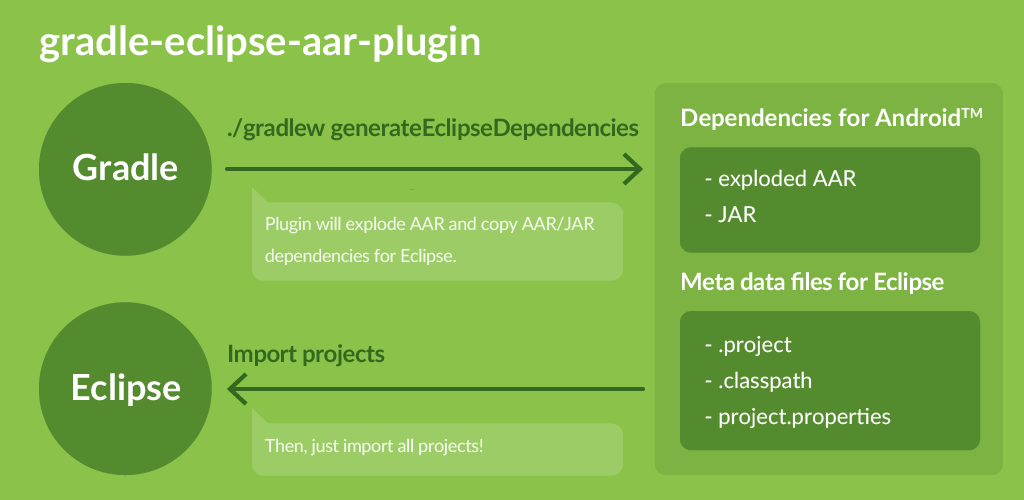 gradle-eclipse-aar-plugin
Gradle
./gradlew generateEclipseDependencies
Plugin will explode AAR and copy AAR/JAR
dependencies for Eclipse.
Eclipse
Import projects
Then, just import all projects!
Dependencies for Android™
- exploded AAR
- JAR
Meta data files for Eclipse
- .project
- .classpath
- project.properties